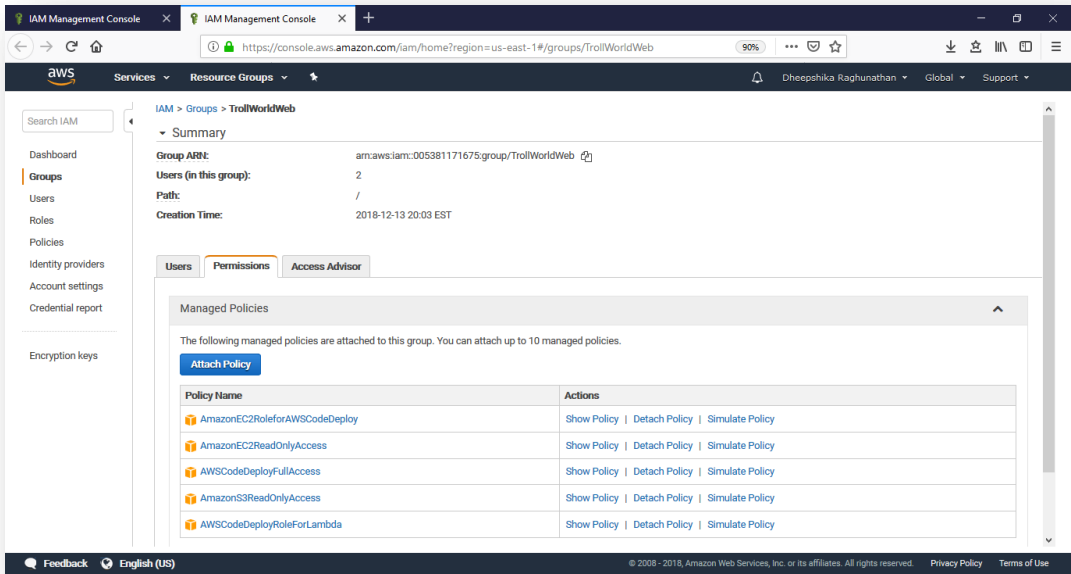 IAM Management Console
IAM Management Console
https://console.aws.amazon.com/iam/home?region=us-east-1#/groups/TrollWorldWeb 90%
aws Services Resource Groups Dheepshika Raghunathan Global Support
Search IAM
Dashboard
Groups
Users
Roles
Policies
Identity providers
Account settings
Credential report
Encryption keys
IAM > Groups > TrollWorldWeb
Summary
Group ARN: arn:aws:iam::005381171675:group/TrollWorldWeb
Users (in this group): 2
Path: /
Creation Time: 2018-12-13 20:03 EST
Users Permissions Access Advisor
Managed Policies
The following managed policies are attached to this group. You can attach up to 10 managed policies.
Attach Policy
Policy Name Actions
AmazonEC2RoleforAWSCodeDeploy Show Policy | Detach Policy | Simulate Policy
AmazonEC2ReadOnlyAccess Show Policy | Detach Policy | Simulate Policy
AWSCodeDeployFullAccess Show Policy | Detach Policy | Simulate Policy
AmazonS3ReadOnlyAccess Show Policy | Detach Policy | Simulate Policy
AWSCodeDeployRoleForLambda Show Policy | Detach Policy | Simulate Policy
Feedback English (US) © 2008 - 2018, Amazon Web Services, Inc. or its affiliates. All rights reserved. Privacy Policy Terms of Use